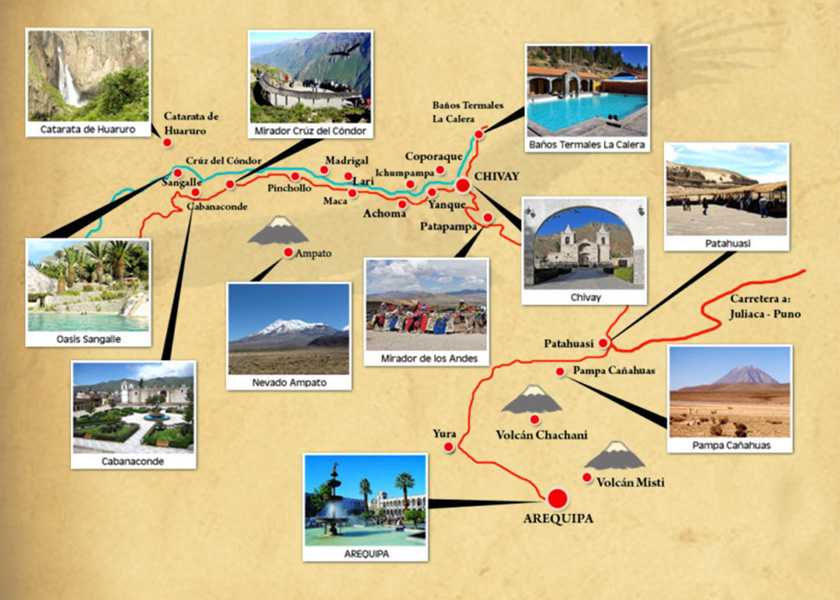 Catarata de Huaruro
Mirador Crúz del Cóndor
Baños Termales La Calera
Catarata de
Huaruro
Baños Termales
La Calera
Crúz del Cóndor
Sangalle
Cabanaconde
Pinchollo
Madrigal
Lari
Maca
Ichumpampa
Coporaque
Achoma
Yanque
CHIVAY
Patapampa
Patahuasi
Oasis Sangalle
Ampato
Nevado Ampato
Mirador de los Andes
Chivay
Carretera a:
Juliaca - Puno
Patahuasi
Pampa Cañahuas
Pampa Cañahuas
Cabanaconde
Yura
Volcán Chachani
Volcán Misti
AREQUIPA
AREQUIPA